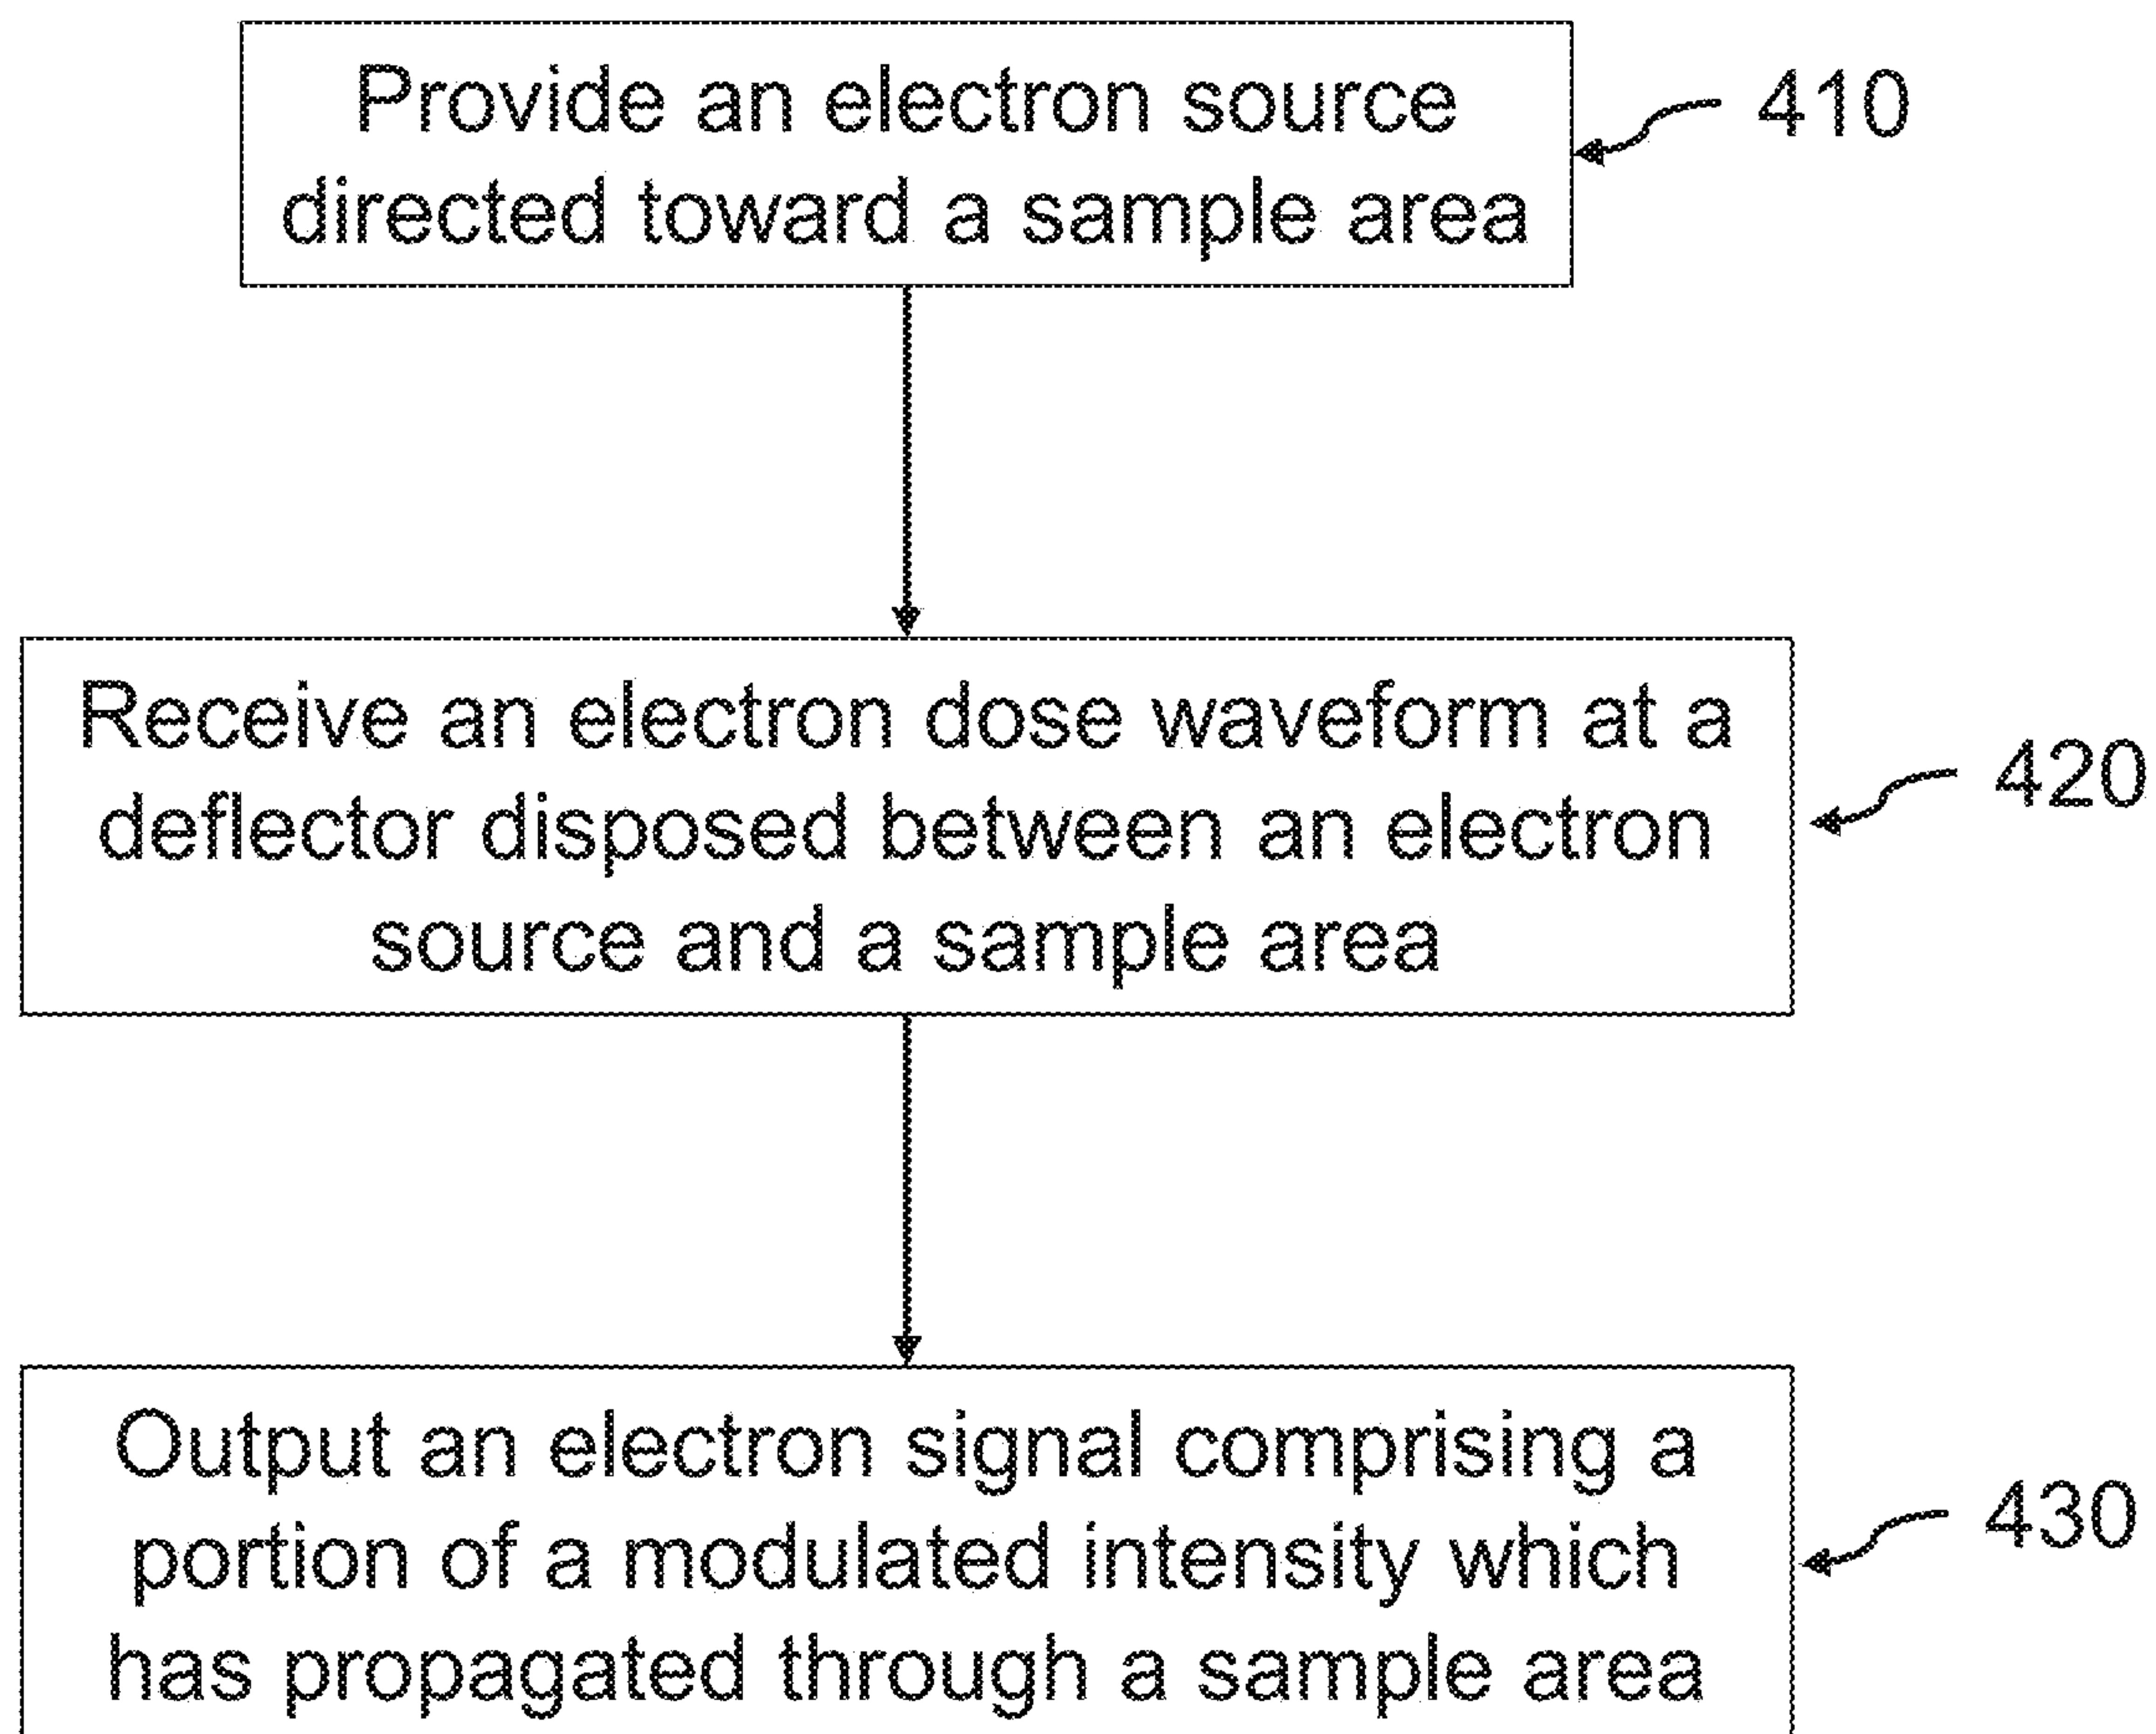 Provide an electron source
directed toward a sample area
410
Receive an electron dose waveform at a
deflector disposed between an electron
source and a sample area
420
Output an electron signal comprising a
portion of a modulated intensity which
has propagated through a sample area
430